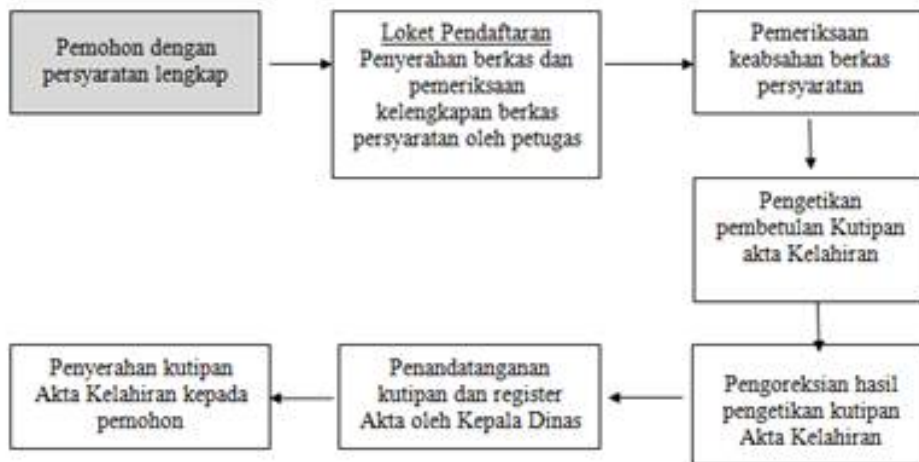 Pemohon dengan
persyaratan lengkap
Loket Pendaftaran
Penyerahan berkas dan
pemeriksaan
kelengkapan berkas
persyaratan oleh petugas
Pemeriksaan
keabsahan berkas
persyaratan
Pengetikan
pembetulan Kutipan
akta Kelahiran
Pengoreksian hasil
pengetikan kutipan
Akta Kelahiran
Penandatanganan
kutipan dan register
Akta oleh Kepala Dinas
Penyerahan kutipan
Akta Kelahiran kepada
pemohon